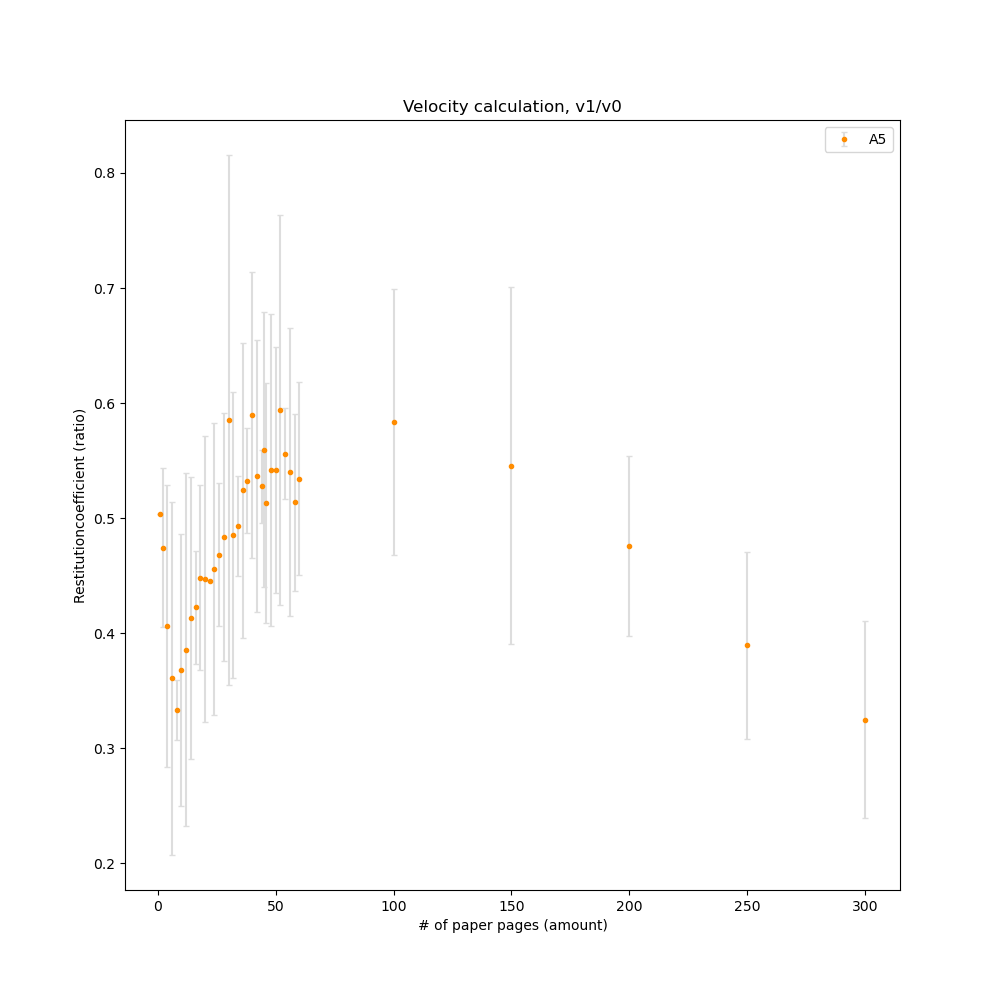 Velocity calculation, v1/v0
A5
0.8
0.7
0.6
0.5
0.4
0.3
0.2
Restitutioncoefficient (ratio)
0 50 100 150 200 250 300
# of paper pages (amount)